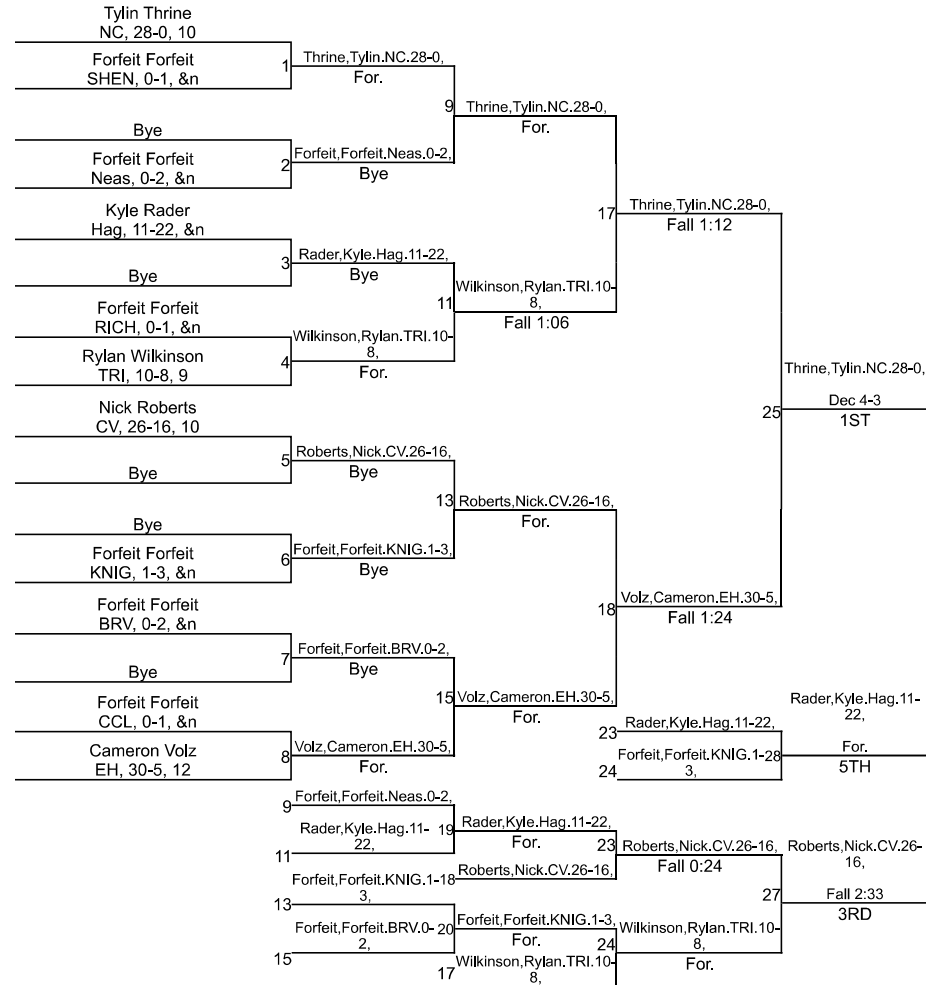 Tylin Thrine
NC, 28-0, 10
Forfeit Forfeit
SHEN, 0-1, &n
1
Thrine,Tylin.NC.28-0,
For.
Bye
Forfeit Forfeit
Neas, 0-2, &n
2
Forfeit,Forfeit.Neas.0-2,
Bye
9
Thrine,Tylin.NC.28-0,
For.
Kyle Rader
Hag, 11-22, &n
Bye
3
Rader,Kyle.Hag.11-22,
Bye
Forfeit Forfeit
RICH, 0-1, &n
Rylan Wilkinson
TRI, 10-8, 9
4
Wilkinson,Rylan.TRI.10-
8,
For.
11
Wilkinson,Rylan.TRI.10-
8,
Fall 1:06
17
Thrine,Tylin.NC.28-0,
Fall 1:12
Nick Roberts
CV, 26-16, 10
Bye
5
Roberts,Nick.CV.26-16,
Bye
Bye
Forfeit Forfeit
KNIG, 1-3, &n
6
Forfeit,Forfeit.KNIG.1-3,
Bye
13
Roberts,Nick.CV.26-16,
For.
Forfeit Forfeit
BRV, 0-2, &n
Bye
7
Forfeit,Forfeit.BRV.0-2,
Bye
Forfeit Forfeit
CCL, 0-1, &n
Cameron Volz
EH, 30-5, 12
8
Volz,Cameron.EH.30-5,
For.
15
Volz,Cameron.EH.30-5,
For.
18
Volz,Cameron.EH.30-5,
Fall 1:24
25
Thrine,Tylin.NC.28-0,
Dec 4-3
1ST
23
Rader,Kyle.Hag.11-22,
24
Forfeit,Forfeit.KNIG.1-
3,
28
Rader,Kyle.Hag.11-
22,
For.
5TH
9
Forfeit,Forfeit.Neas.0-2,
11
Rader,Kyle.Hag.11-
22,
19
Rader,Kyle.Hag.11-22,
For.
13
Forfeit,Forfeit.KNIG.1-
3,
18
Roberts,Nick.CV.26-16,
23
Roberts,Nick.CV.26-16,
Fall 0:24
15
Forfeit,Forfeit.BRV.0-
2,
20
Forfeit,Forfeit.KNIG.1-3,
For.
17
Wilkinson,Rylan.TRI.10-
8,
24
Wilkinson,Rylan.TRI.10-
8,
For.
27
Roberts,Nick.CV.26-
16,
Fall 2:33
3RD